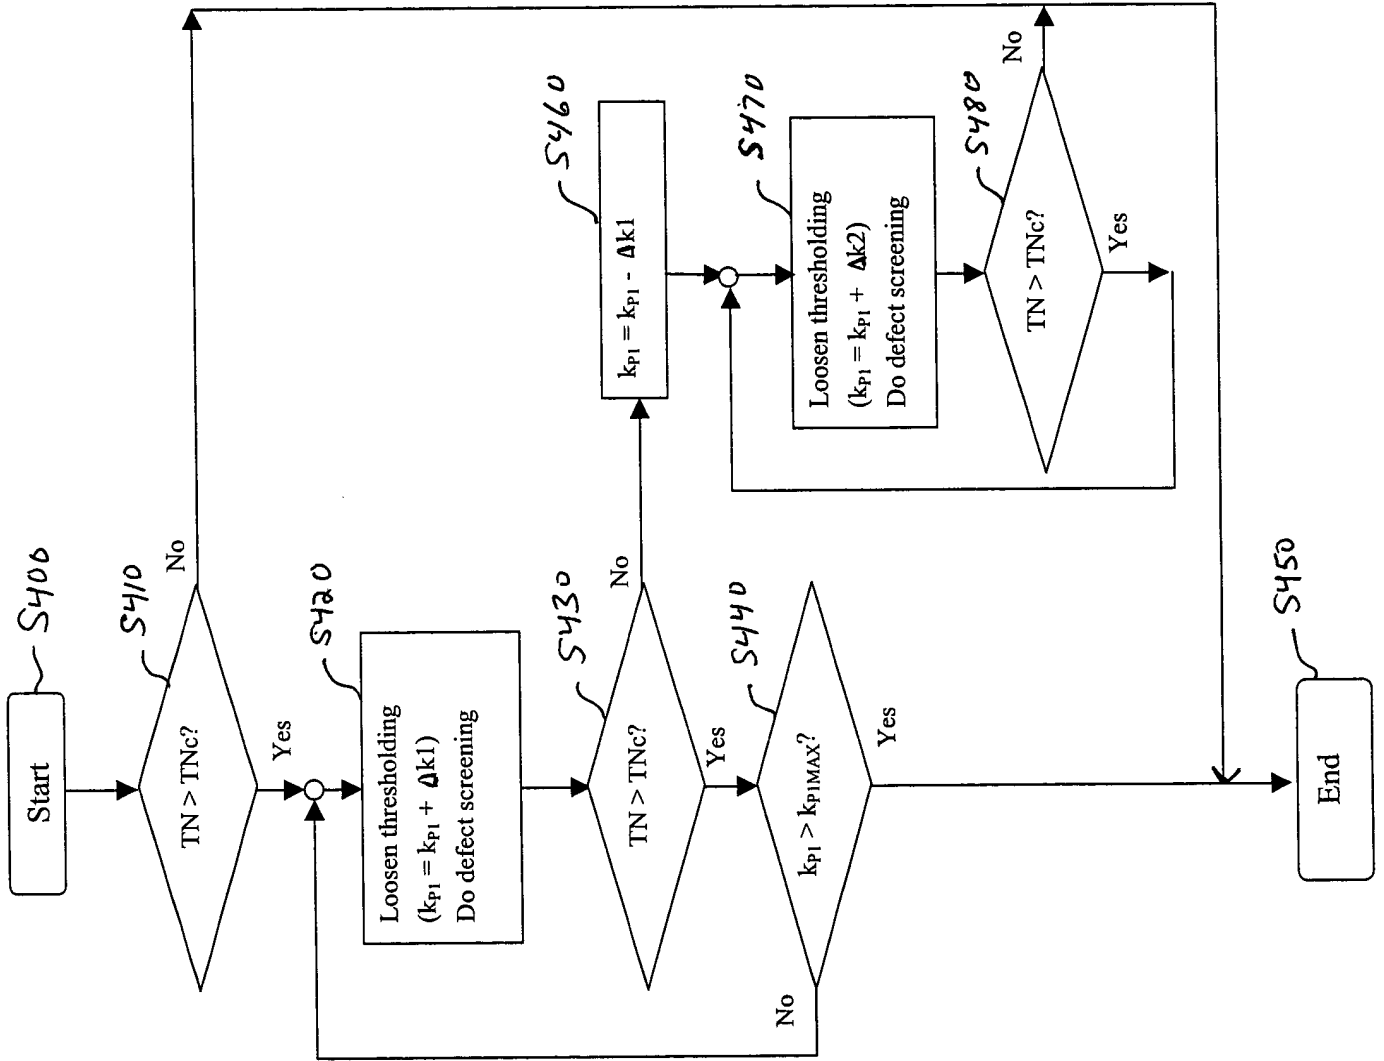 Start
S400
TN > TNc?
S410
No
Yes
Loosen thresholding
(kP1 = kP1 + Δk1)
Do defect screening
S420
TN > TNc?
S430
No
Yes
kP1 > kP1MAX?
S440
No
Yes
kP1 = kP1 - Δk1
S460
Loosen thresholding
(kP1 = kP1 + Δk2)
Do defect screening
S470
TN > TNc?
S480
No
Yes
End
S450